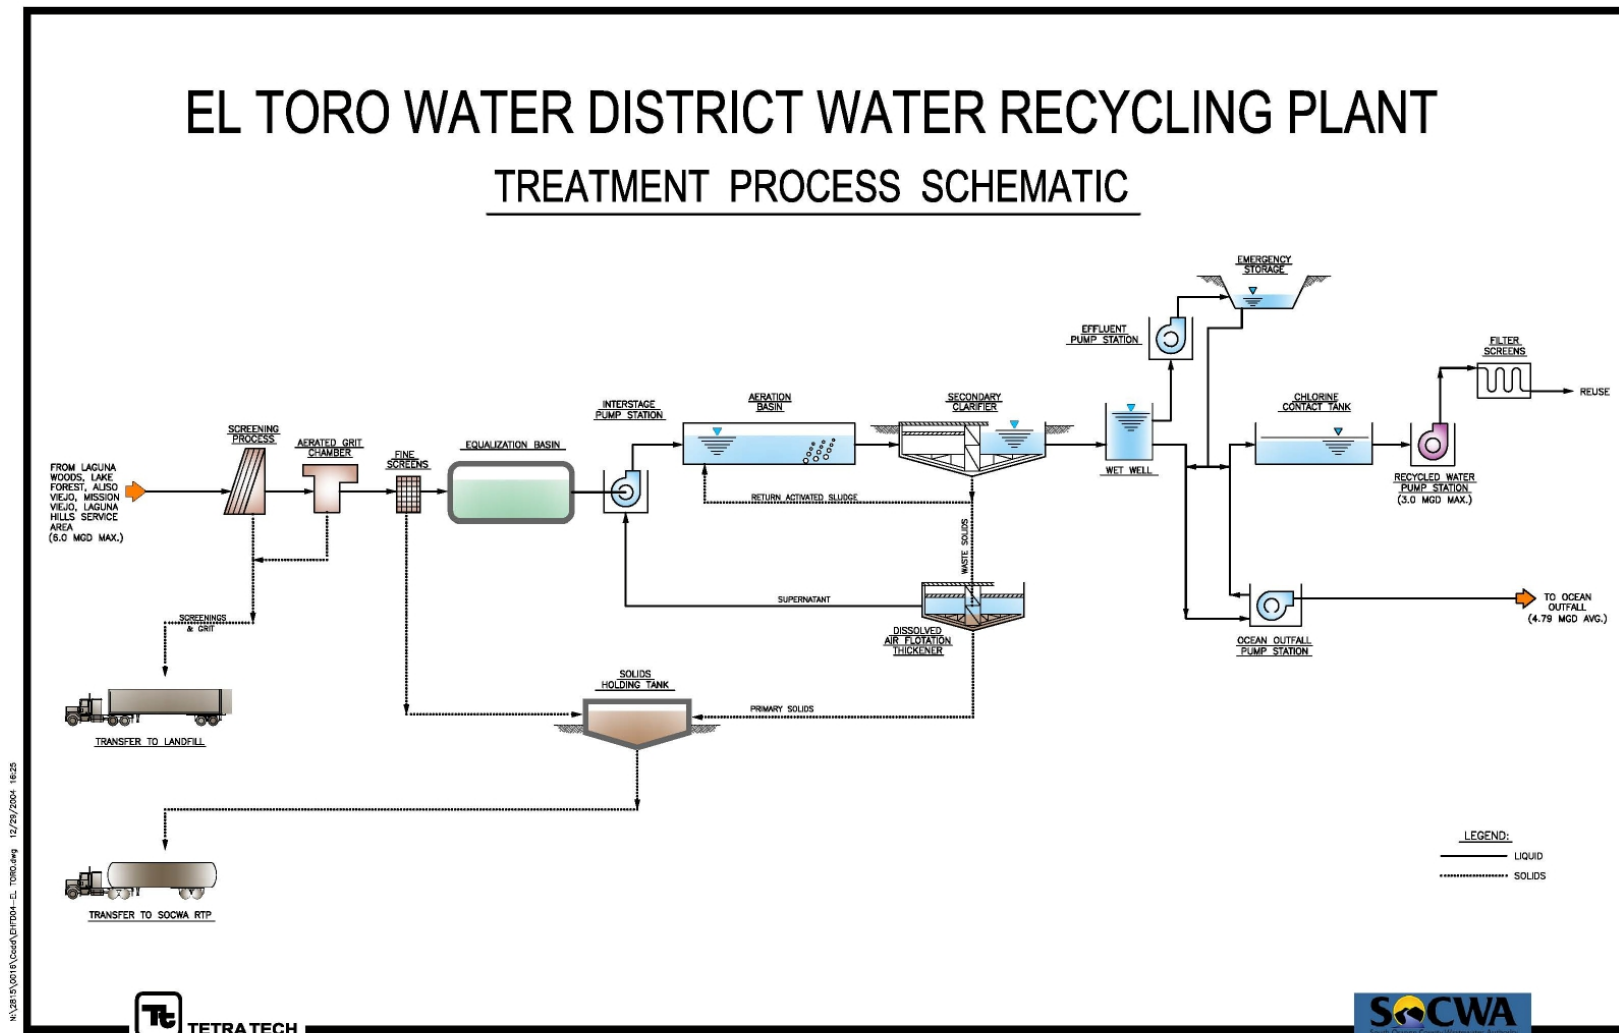 EL TORO WATER DISTRICT WATER RECYCLING PLANT
TREATMENT PROCESS SCHEMATIC
EMERGENCY
STORAGE
EFFLUENT
PUMP STATION
FILTER
SCREENS
REUSE
INTERSTAGE
PUMP STATION
AERATION
BASIN
SECONDARY
CLARIFIER
CHLORINE
CONTACT TANK
SCREENING
PROCESS
AERATED GRIT
CHAMBER
FINE
SCREENS
EQUALIZATION BASIN
WET WELL
RECYCLED WATER
PUMP STATION
(3.0 MGD MAX.)
FROM LAGUNA
WOODS, LAKE
FOREST, ALISO
VIEJO, MISSION
VIEJO, LAGUNA
HILLS SERVICE
AREA
(6.0 MGD MAX.)
RETURN ACTIVATED SLUDGE
WASTE SOLIDS
SUPERNATANT
SCREENINGS
& GRIT
DISSOLVED
AIR FLOTATION
THICKENER
OCEAN OUTFALL
PUMP STATION
TO OCEAN
OUTFALL
(4.79 MGD AVG.)
SOLIDS
HOLDING TANK
PRIMARY SOLIDS
TRANSFER TO LANDFILL
TRANSFER TO SOCWA RTP
LEGEND:
LIQUID
SOLIDS
Tt
TETRA TECH
SOCWA